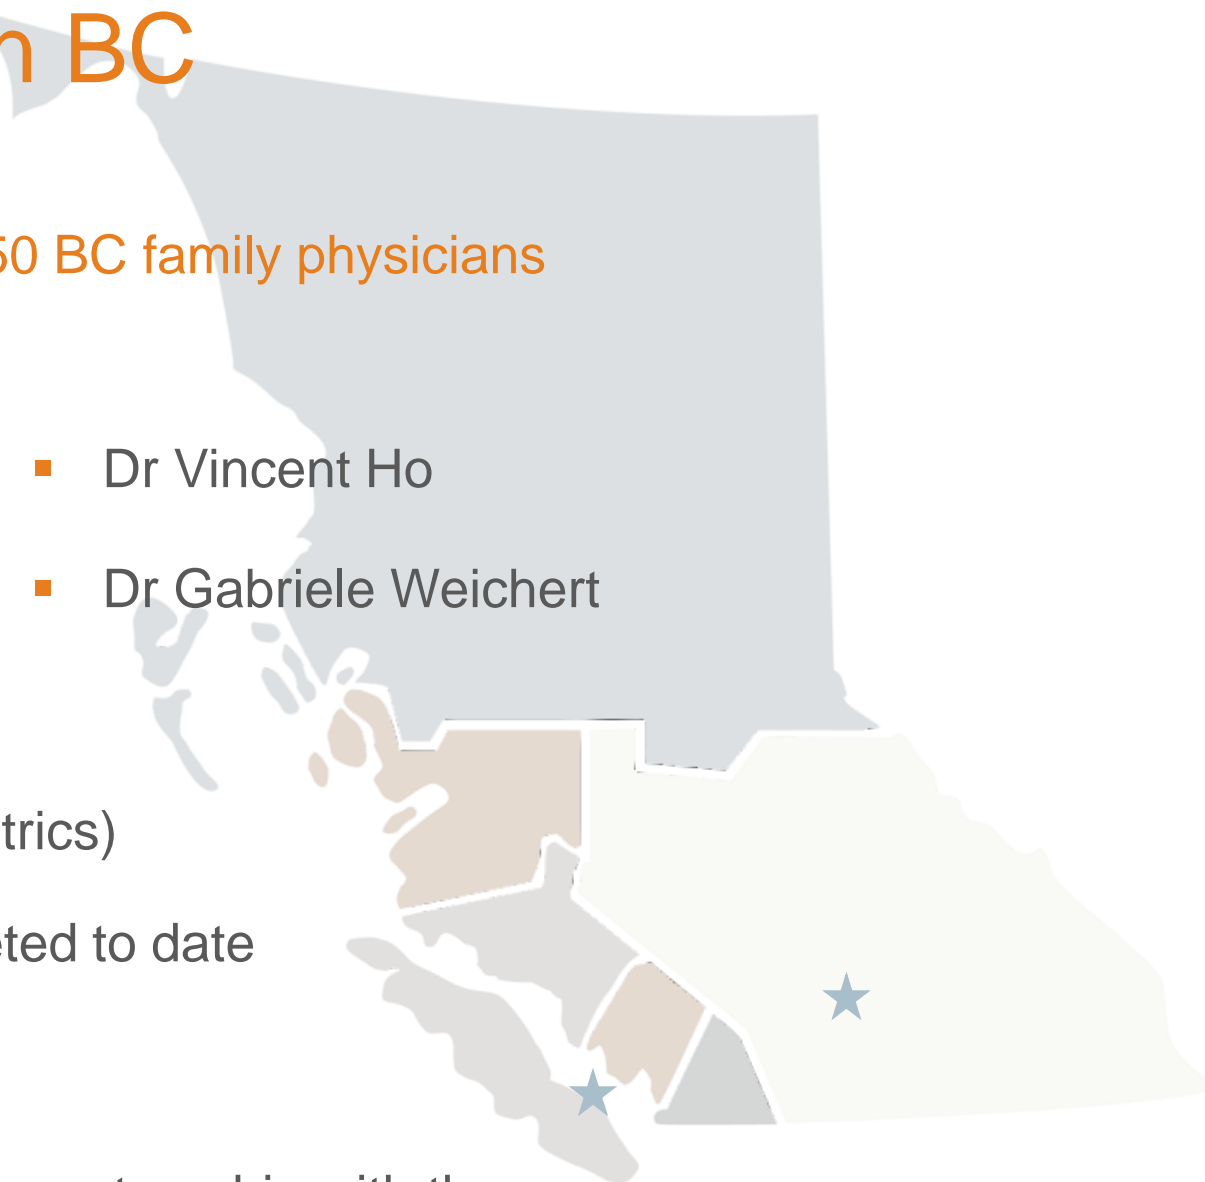 n BC
50 BC family physicians
▪ Dr Vincent Ho
▪ Dr Gabriele Weichert
trics)
eted to date